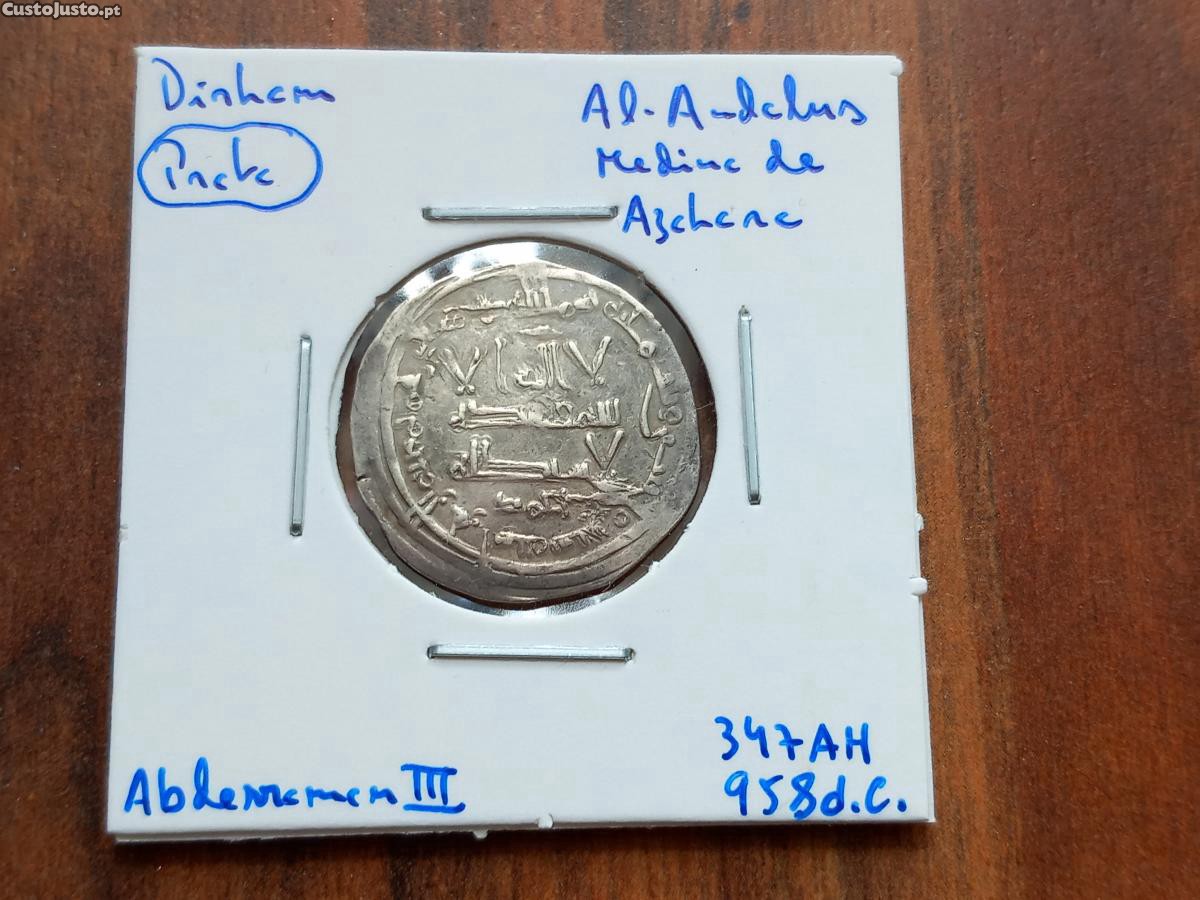 CustoJusto.pt
Dirham
Prata
Al-Andalus
Medina de
Azahara
لا اله الا
الله وحده
لا شريك له
Abderraman III
347AH
958d.C.